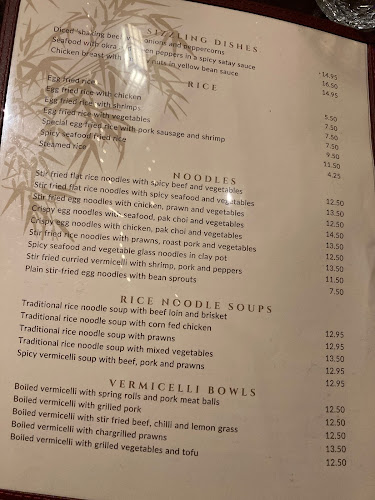 SIZZLING DISHES
Diced 'shaking beef' with onions and peppercorns 14.95
Seafood with okra peppers in a spicy satay sauce 16.50
Chicken breast with nuts in yellow bean sauce 14.95
RICE
Egg fried rice 5.50
Egg fried rice with chicken 7.50
Egg fried rice with shrimps 7.50
Egg fried rice with vegetables 7.50
Special egg fried rice with pork sausage and shrimp 9.50
Spicy seafood fried rice 11.50
Steamed rice 4.25
NOODLES
Stir fried flat rice noodles with spicy beef and vegetables 12.50
Stir fried flat rice noodles with spicy seafood and vegetables 13.50
Stir fried egg noodles with chicken, prawn and vegetables 12.50
Crispy egg noodles with seafood, pak choi and vegetables 14.50
Crispy egg noodles with chicken, pak choi and vegetables 13.50
Stir fried noodles with prawns, roast pork and vegetables 12.50
Spicy seafood and vegetable glass noodles in clay pot 13.50
Stir fried curried vermicelli with shrimp, pork and peppers 11.50
Plain stir-fried egg noodles with bean sprouts 7.50
RICE NOODLE SOUPS
Traditional rice noodle soup with beef loin and brisket 12.95
Traditional rice noodle soup with corn fed chicken 12.95
Traditional rice noodle soup with prawns 13.50
Traditional rice noodle soup with mixed vegetables 12.95
Spicy vermicelli soup with beef, pork and prawns 12.95
VERMICELLI BOWLS
Boiled vermicelli with spring rolls and pork meat balls 12.50
Boiled vermicelli with grilled pork 12.50
Boiled vermicelli with stir fried beef, chilli and lemon grass 12.50
Boiled vermicelli with chargrilled prawns 13.50
Boiled vermicelli with grilled vegetables and tofu 12.50